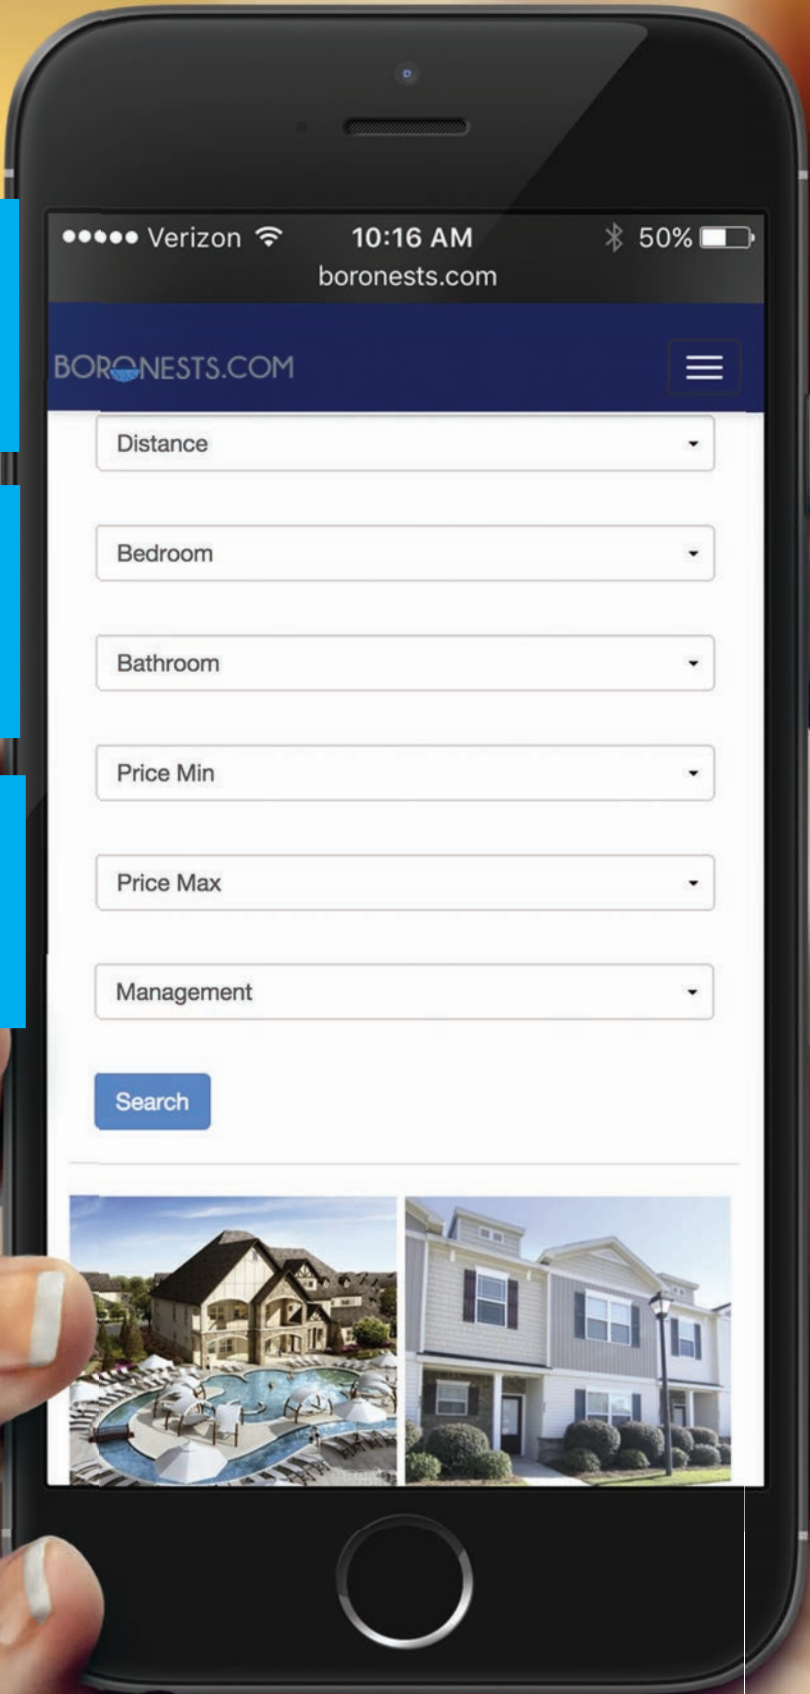 Verizon 10:16 AM 50%
boronests.com
BORONESTS.COM
Distance
Bedroom
Bathroom
Price Min
Price Max
Management
Search